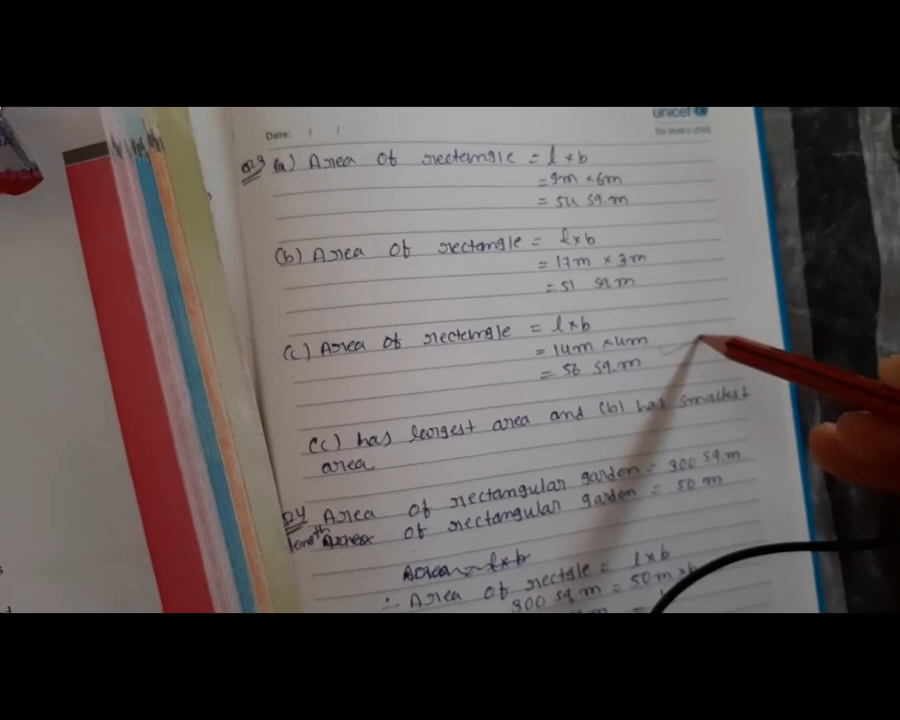 unicef
for every child
Date: / /
Q3 (a) Area of rectangle = l × b
= 9m × 6m
= 54 sq.m
(b) Area of rectangle = l×b
= 17m × 3m
= 51 sq m
(c) Area of rectangle = l×b
= 14m × 4m
= 56 sq.m
(c) has largest area and (b) has smallest
area.
Q4 Area of rectangular garden = 300 sq.m.
length of rectangular garden = 50 m
Area = l×b
∴ Area of rectgle = l×b
300 sq m = 50m × b